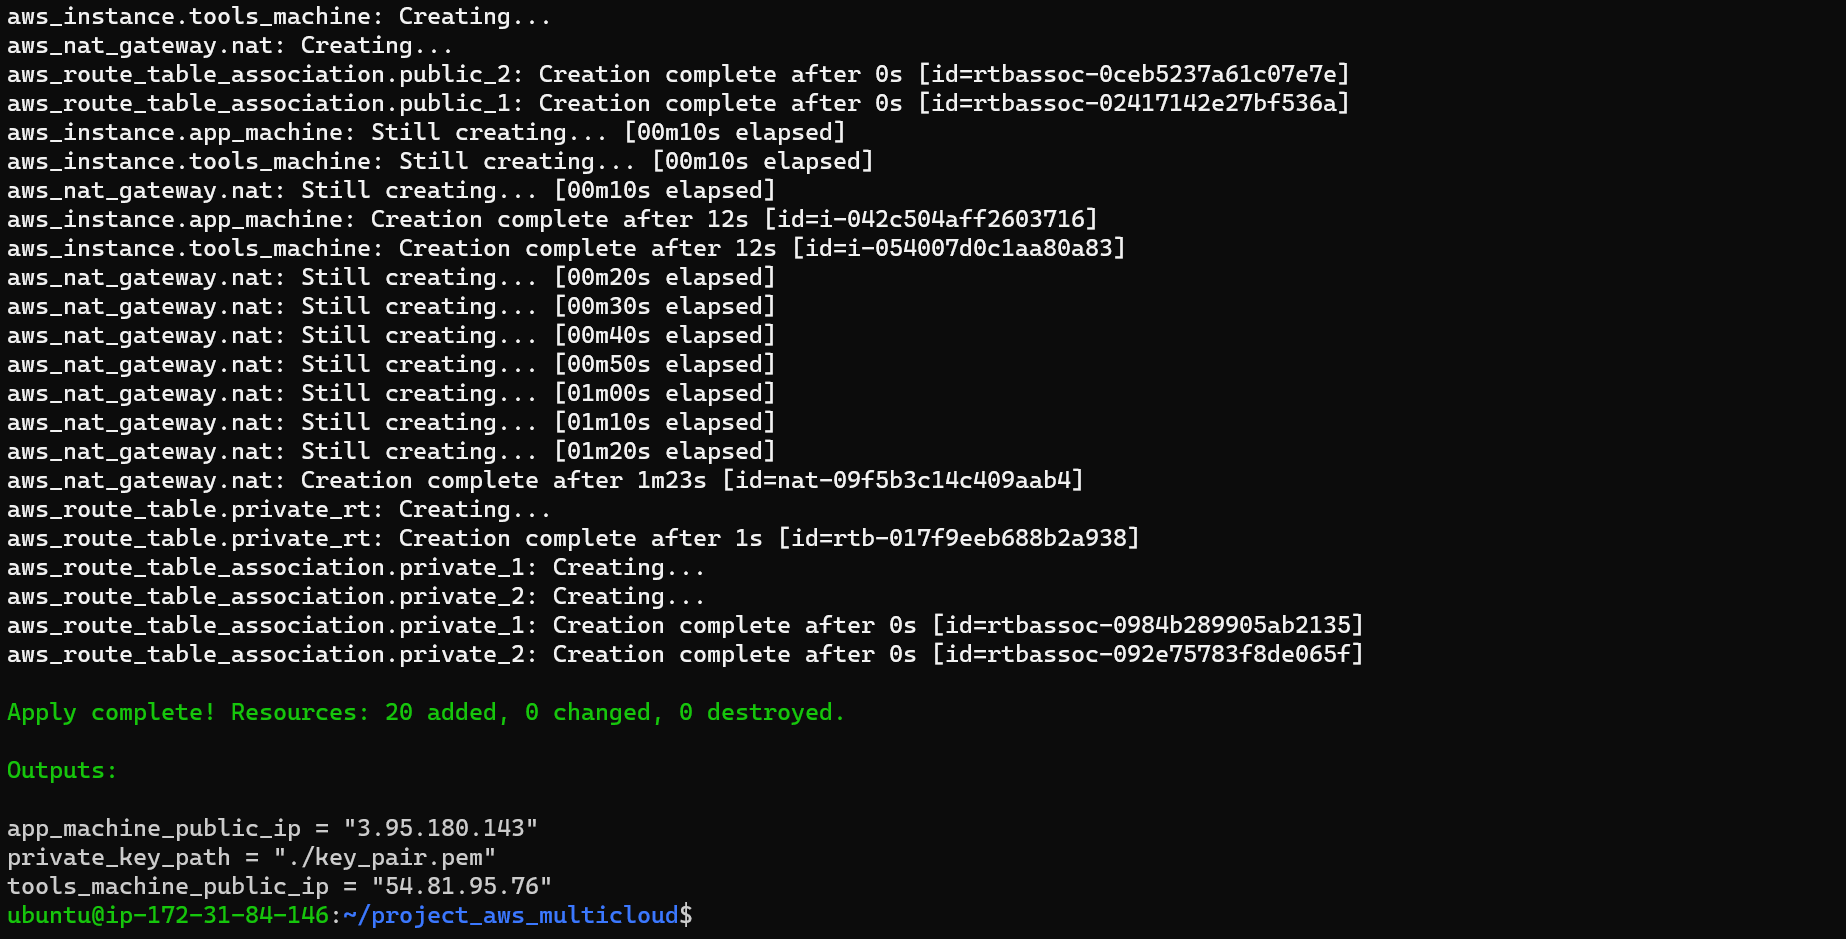 aws_instance.tools_machine: Creating...
aws_nat_gateway.nat: Creating...
aws_route_table_association.public_2: Creation complete after 0s [id=rtbassoc-0ceb5237a61c07e7e]
aws_route_table_association.public_1: Creation complete after 0s [id=rtbassoc-02417142e27bf536a]
aws_instance.app_machine: Still creating... [00m10s elapsed]
aws_instance.tools_machine: Still creating... [00m10s elapsed]
aws_nat_gateway.nat: Still creating... [00m10s elapsed]
aws_instance.app_machine: Creation complete after 12s [id=i-042c504aff2603716]
aws_instance.tools_machine: Creation complete after 12s [id=i-054007d0c1aa80a83]
aws_nat_gateway.nat: Still creating... [00m20s elapsed]
aws_nat_gateway.nat: Still creating... [00m30s elapsed]
aws_nat_gateway.nat: Still creating... [00m40s elapsed]
aws_nat_gateway.nat: Still creating... [00m50s elapsed]
aws_nat_gateway.nat: Still creating... [01m00s elapsed]
aws_nat_gateway.nat: Still creating... [01m10s elapsed]
aws_nat_gateway.nat: Still creating... [01m20s elapsed]
aws_nat_gateway.nat: Creation complete after 1m23s [id=nat-09f5b3c14c409aab4]
aws_route_table.private_rt: Creating...
aws_route_table.private_rt: Creation complete after 1s [id=rtb-017f9eeb688b2a938]
aws_route_table_association.private_1: Creating...
aws_route_table_association.private_2: Creating...
aws_route_table_association.private_1: Creation complete after 0s [id=rtbassoc-0984b289905ab2135]
aws_route_table_association.private_2: Creation complete after 0s [id=rtbassoc-092e75783f8de065f]
Apply complete! Resources: 20 added, 0 changed, 0 destroyed.
Outputs:
app_machine_public_ip = "3.95.180.143"
private_key_path = "./key_pair.pem"
tools_machine_public_ip = "54.81.95.76"
ubuntu@ip-172-31-84-146:~/project_aws_multicloud$